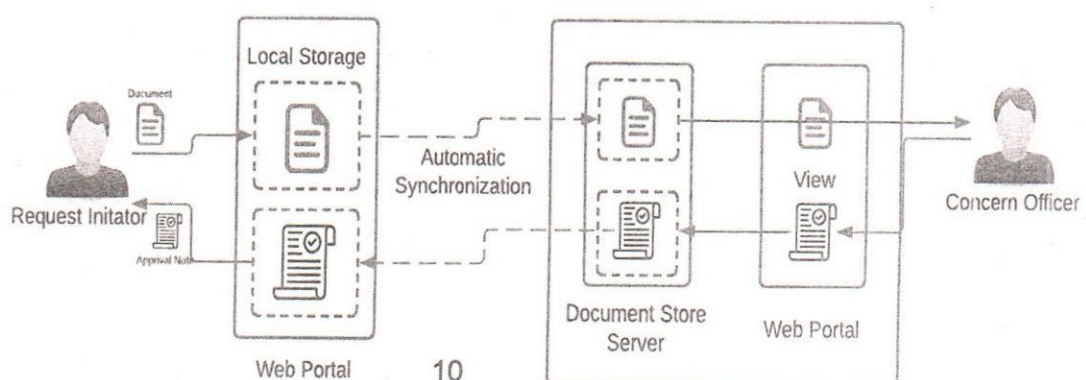 Local Storage
Document
Automatic
Synchronization
Request Initator
View
Concern Officer
Document Store
Server
Web Portal
Web Portal
10